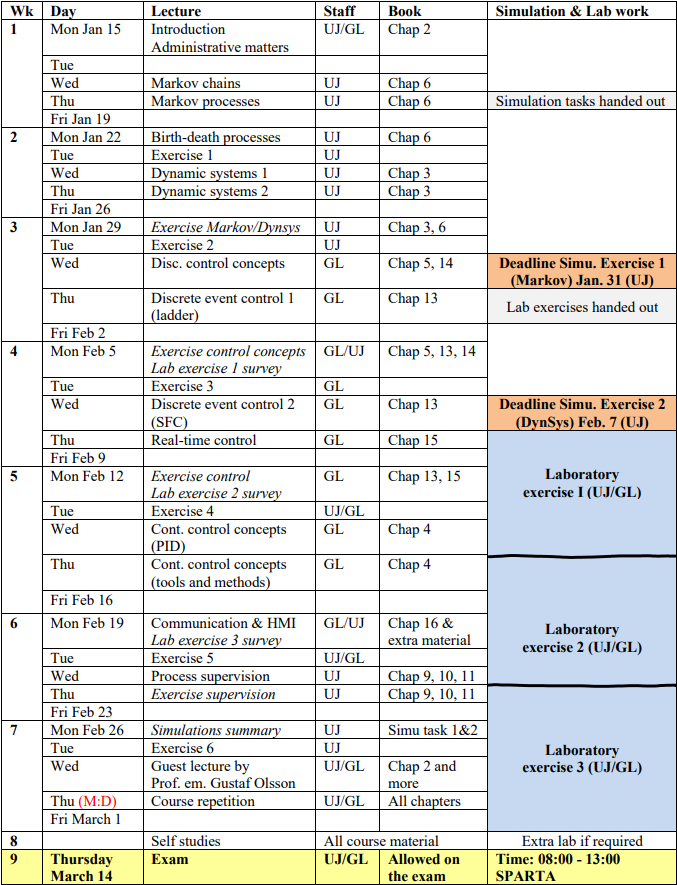 Wk Day Lecture Staff Book Simulation & Lab work
1 Mon Jan 15 Introduction UJ/GL Chap 2
Administrative matters
Tue
Wed Markov chains UJ Chap 6
Thu Markov processes UJ Chap 6 Simulation tasks handed out
Fri Jan 19
2 Mon Jan 22 Birth-death processes UJ Chap 6
Tue Exercise 1 UJ
Wed Dynamic systems 1 UJ Chap 3
Thu Dynamic systems 2 UJ Chap 3
Fri Jan 26
3 Mon Jan 29 Exercise Markov/Dynsys UJ Chap 3, 6
Tue Exercise 2 UJ
Wed Disc. control concepts GL Chap 5, 14 Deadline Simu. Exercise 1
(Markov) Jan. 31 (UJ)
Thu Discrete event control 1 GL Chap 13 Lab exercises handed out
(ladder)
Fri Feb 2
4 Mon Feb 5 Exercise control concepts GL/UJ Chap 5, 13, 14
Lab exercise 1 survey
Tue Exercise 3 GL
Wed Discrete event control 2 GL Chap 13 Deadline Simu. Exercise 2
(SFC) (DynSys) Feb. 7 (UJ)
Thu Real-time control GL Chap 15
Fri Feb 9
5 Mon Feb 12 Exercise control GL Chap 13, 15 Laboratory
Lab exercise 2 survey exercise I (UJ/GL)
Tue Exercise 4 UJ/GL
Wed Cont. control concepts GL Chap 4
(PID)
Thu Cont. control concepts GL Chap 4
(tools and methods)
Fri Feb 16
6 Mon Feb 19 Communication & HMI GL/UJ Chap 16 & Laboratory
Lab exercise 3 survey extra material exercise 2 (UJ/GL)
Tue Exercise 5 UJ/GL
Wed Process supervision UJ Chap 9, 10, 11
Thu Exercise supervision UJ Chap 9, 10, 11
Fri Feb 23
7 Mon Feb 26 Simulations summary UJ Simu task 1&2
Tue Exercise 6 UJ Laboratory
Wed Guest lecture by UJ/GL Chap 2 and exercise 3 (UJ/GL)
Prof. em. Gustaf Olsson more
Thu (M:D) Course repetition UJ/GL All chapters
Fri March 1
8 Self studies All course material Extra lab if required
9 Thursday Exam UJ/GL Allowed on Time: 08:00 - 13:00
March 14 the exam SPARTA